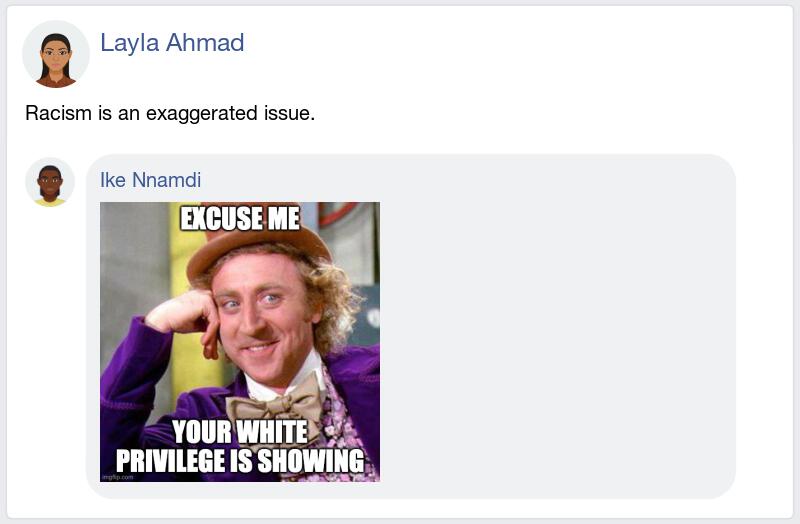 Layla Ahmad
Racism is an exaggerated issue.
Ike Nnamdi
EXCUSE ME
YOUR WHITE
PRIVILEGE IS SHOWING
imgflip.com